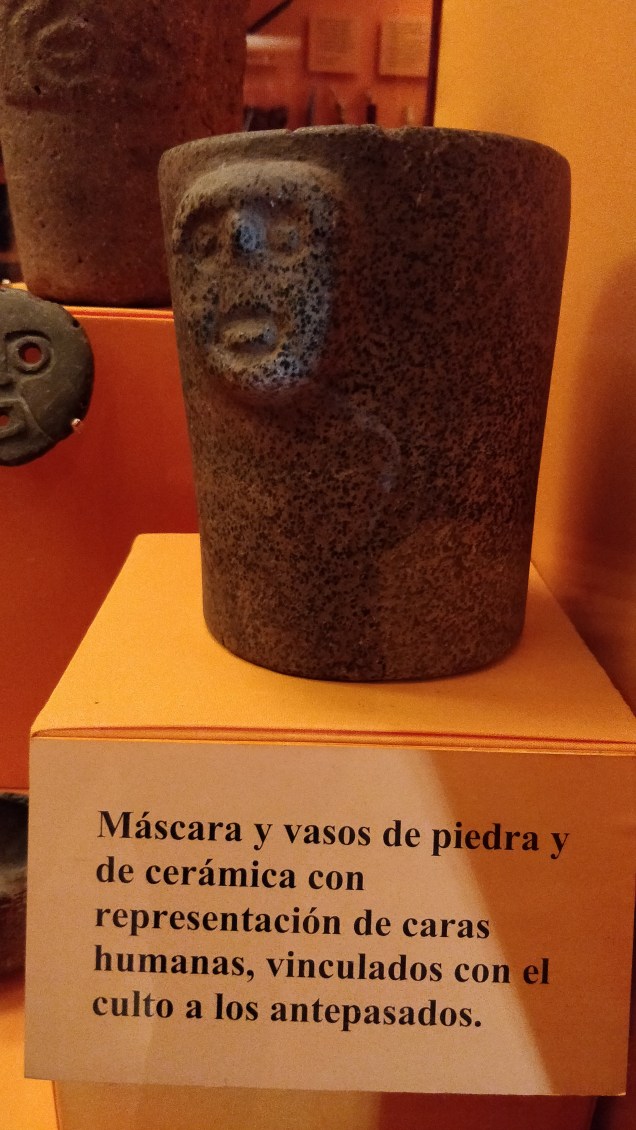 Máscara y vasos de piedra y
de cerámica con
representación de caras
humanas, vinculados con el
culto a los antepasados.